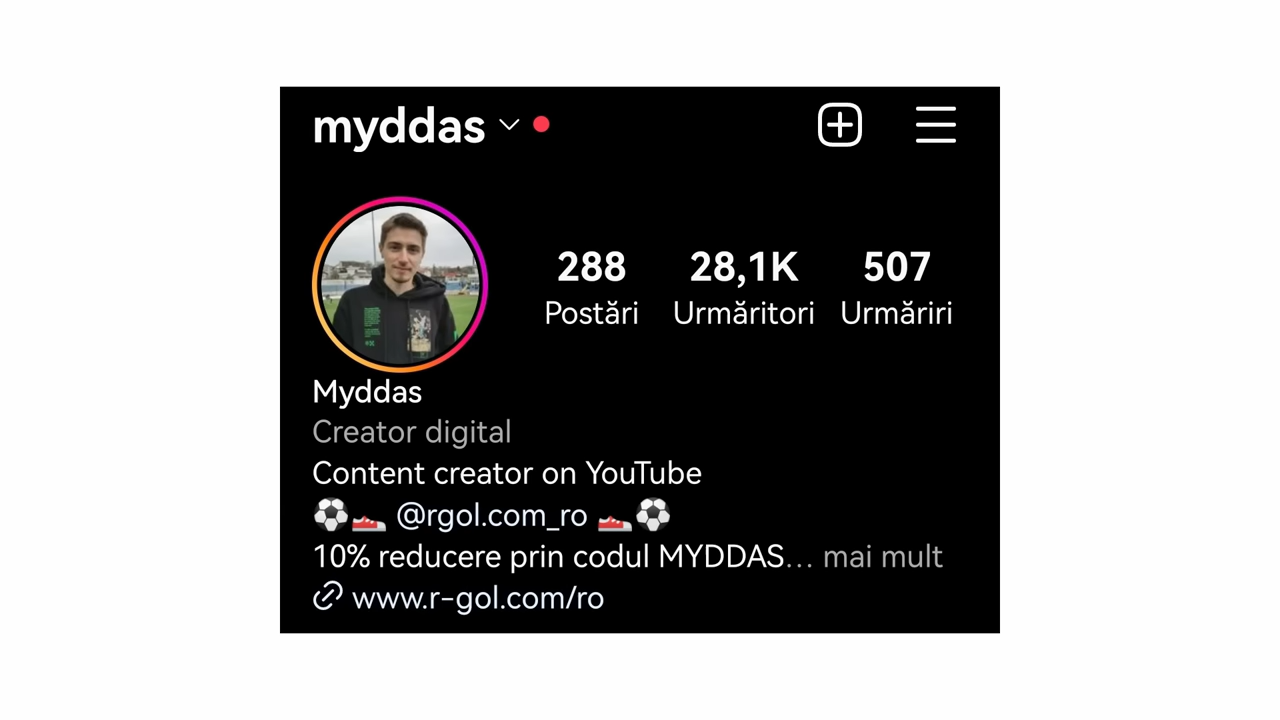 myddas
288 28,1K 507
Postări Urmăritori Urmăriri
Myddas
Creator digital
Content creator on YouTube
⚽👟 @rgol.com_ro 👟⚽
10% reducere prin codul MYDDAS... mai mult
www.r-gol.com/ro